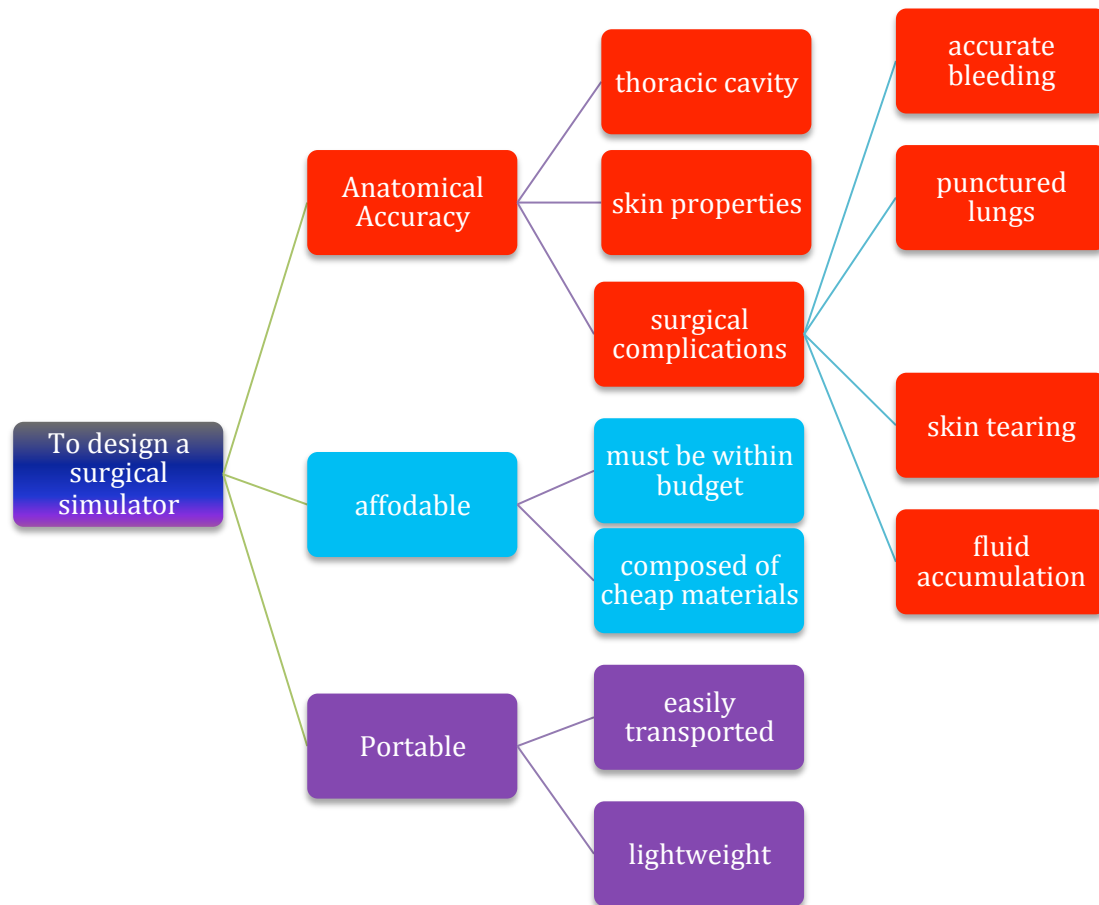 To design a
surgical
simulator
Anatomical
Accuracy
thoracic cavity
skin properties
surgical
complications
accurate
bleeding
punctured
lungs
skin tearing
fluid
accumulation
affodable
must be within
budget
composed of
cheap materials
Portable
easily
transported
lightweight